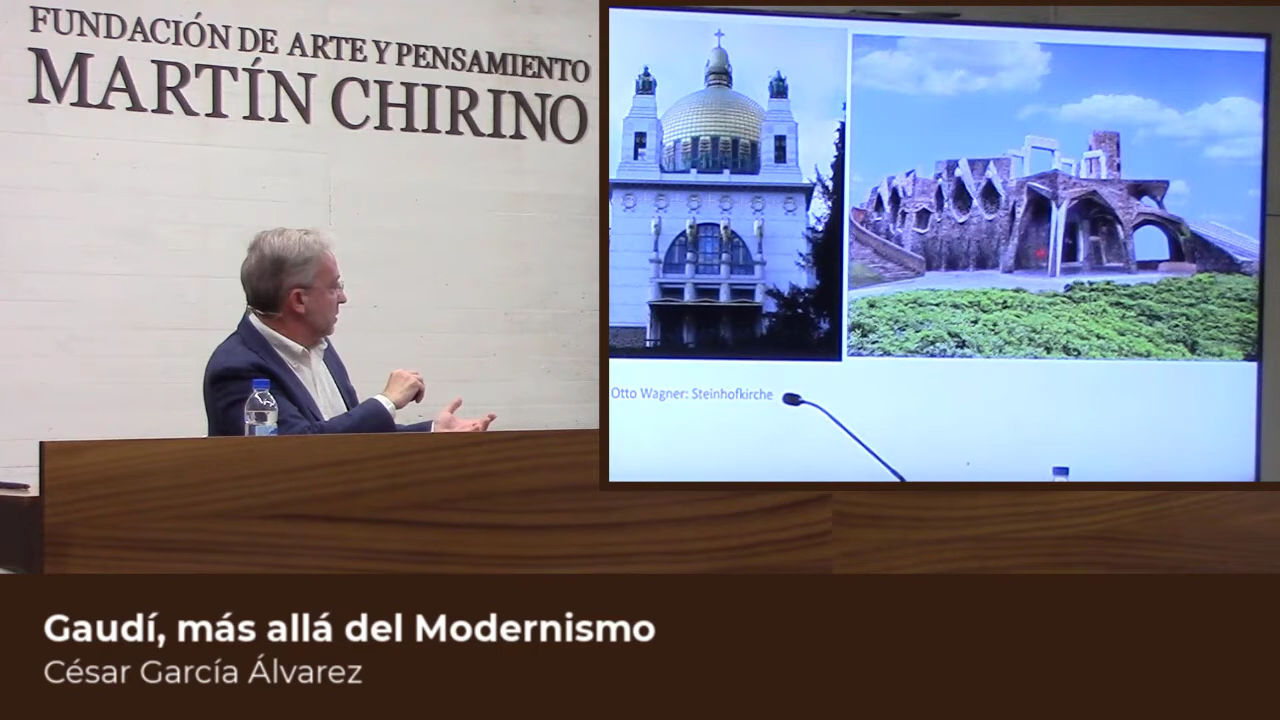 FUNDACIÓN DE ARTE Y PENSAMIENTO
MARTÍN CHIRINO
Otto Wagner: Steinhofkirche
Gaudí, más allá del Modernismo
César García Álvarez